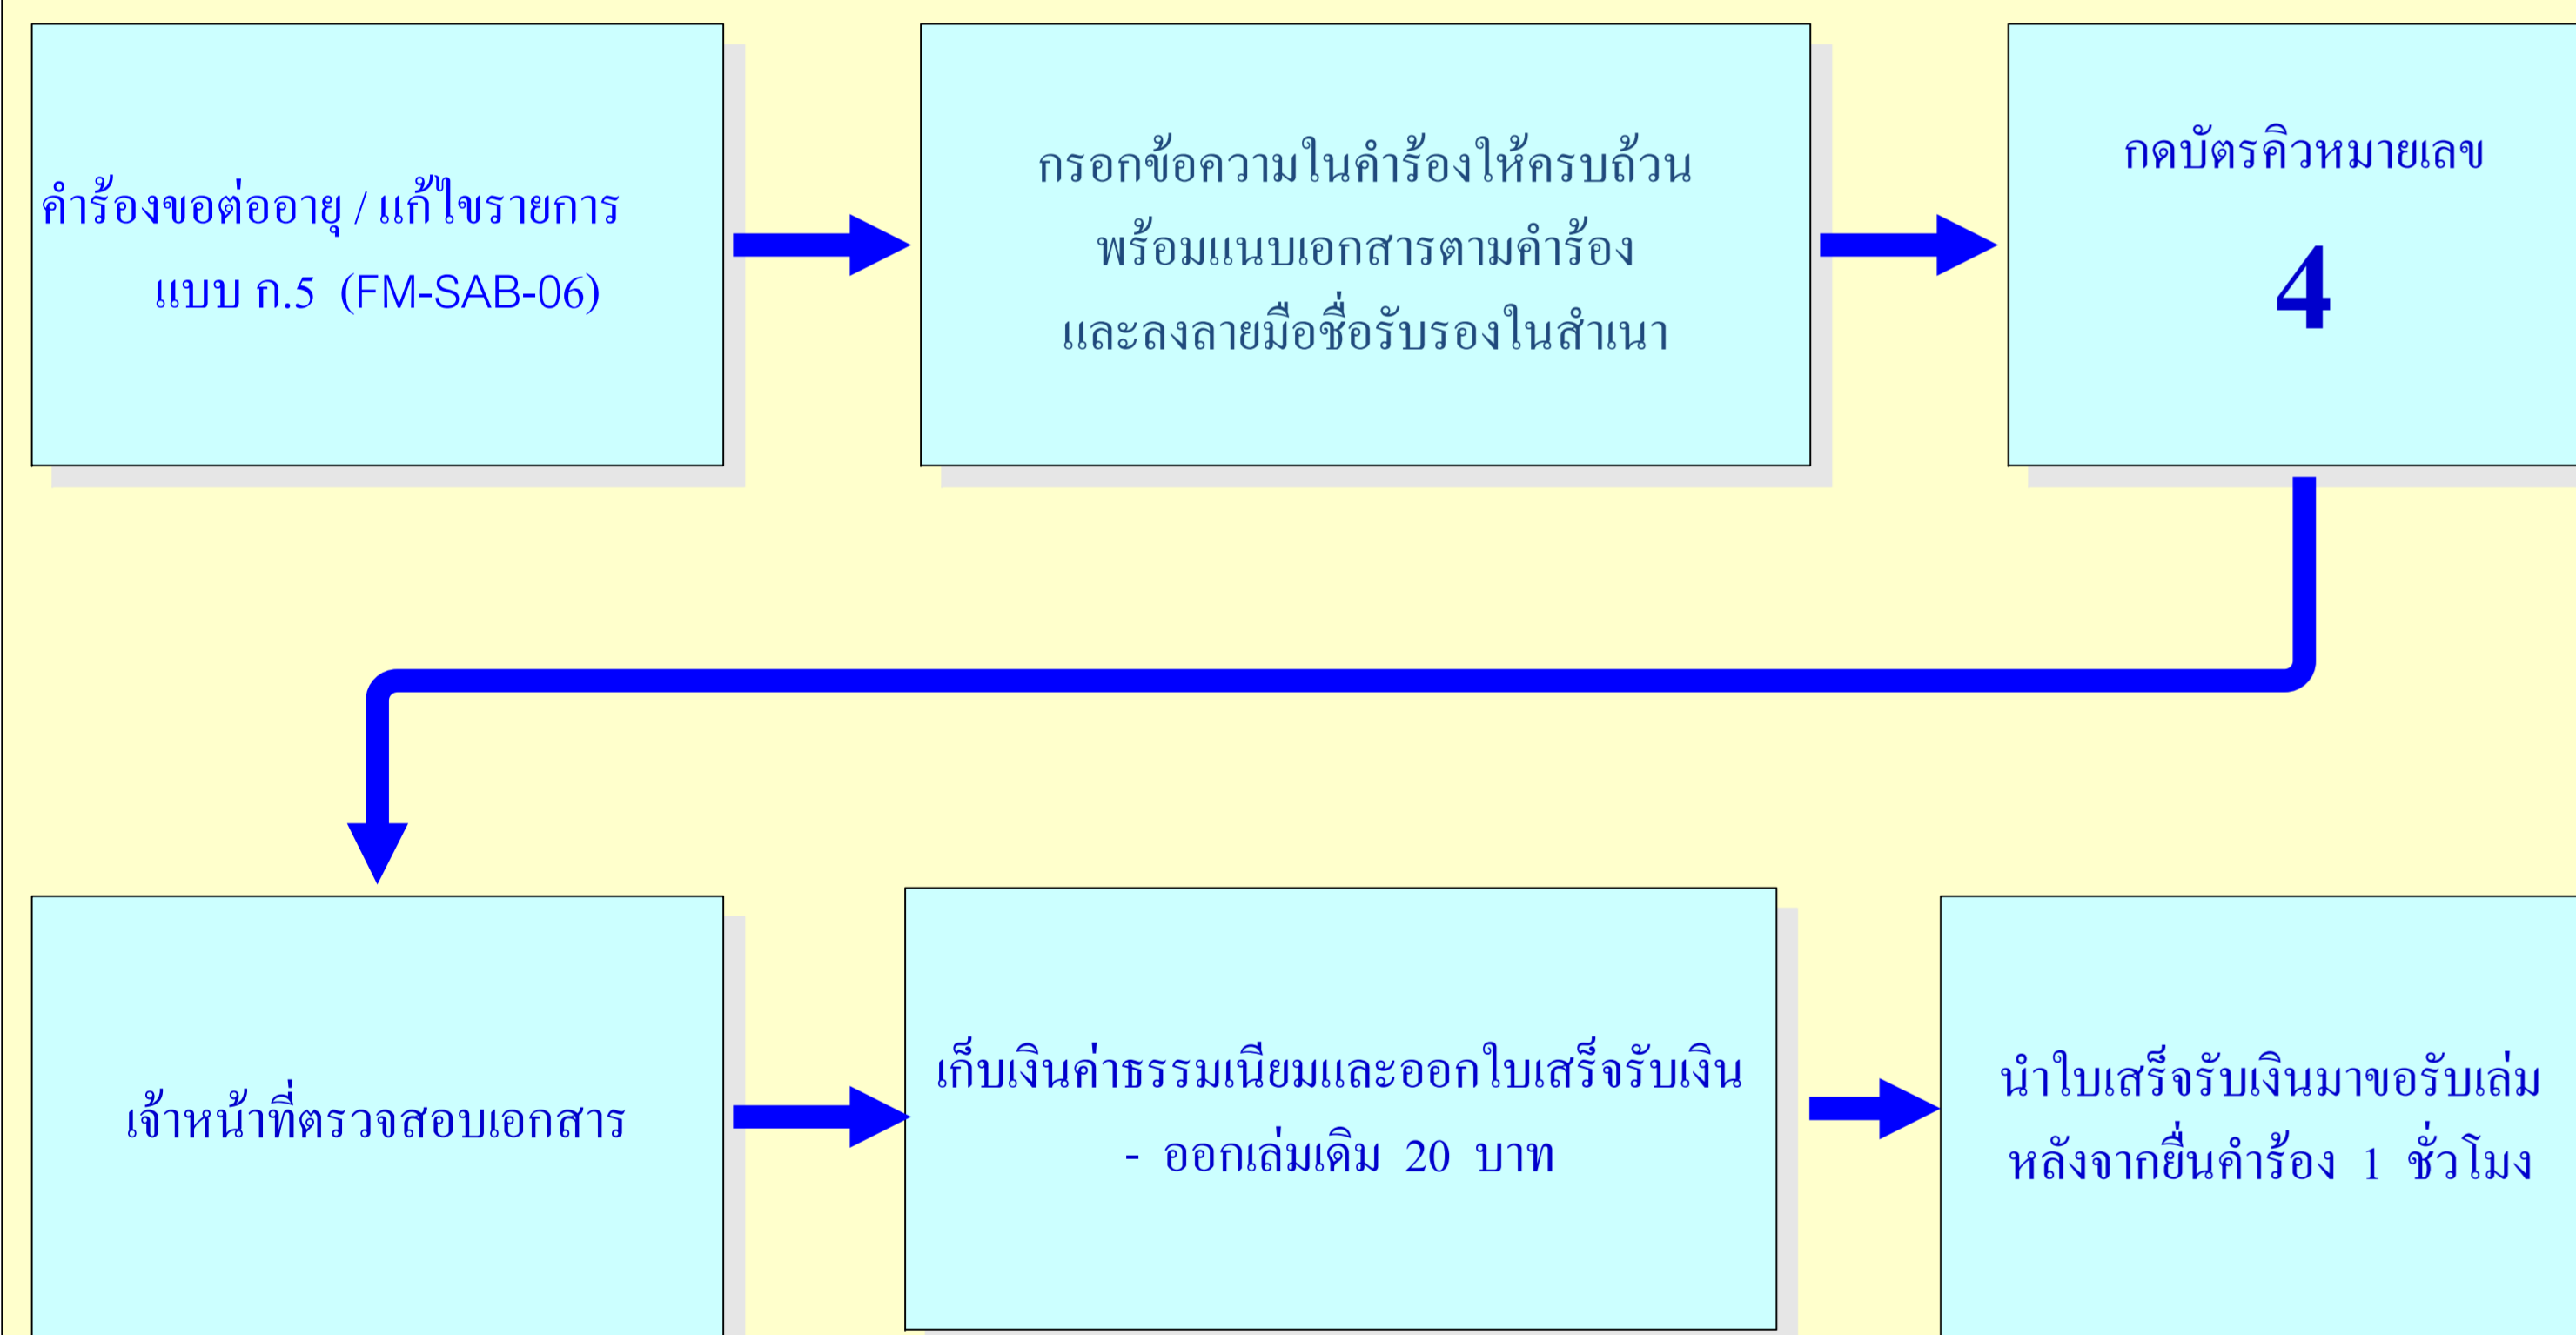 คำร้องขอต่ออายุ / แก้ไขรายการ
แบบ ก.5 (FM-SAB-06)
กรอกข้อความในคำร้องให้ครบถ้วน
พร้อมแนบเอกสารตามคำร้อง
และลงลายมือชื่อรับรองในสำเนา
กดบัตรคิวหมายเลข
4
เจ้าหน้าที่ตรวจสอบเอกสาร
เก็บเงินค่าธรรมเนียมและออกใบเสร็จรับเงิน
- ออกเล่มเดิม 20 บาท
นำใบเสร็จรับเงินมาขอรับเล่ม
หลังจากยื่นคำร้อง 1 ชั่วโมง